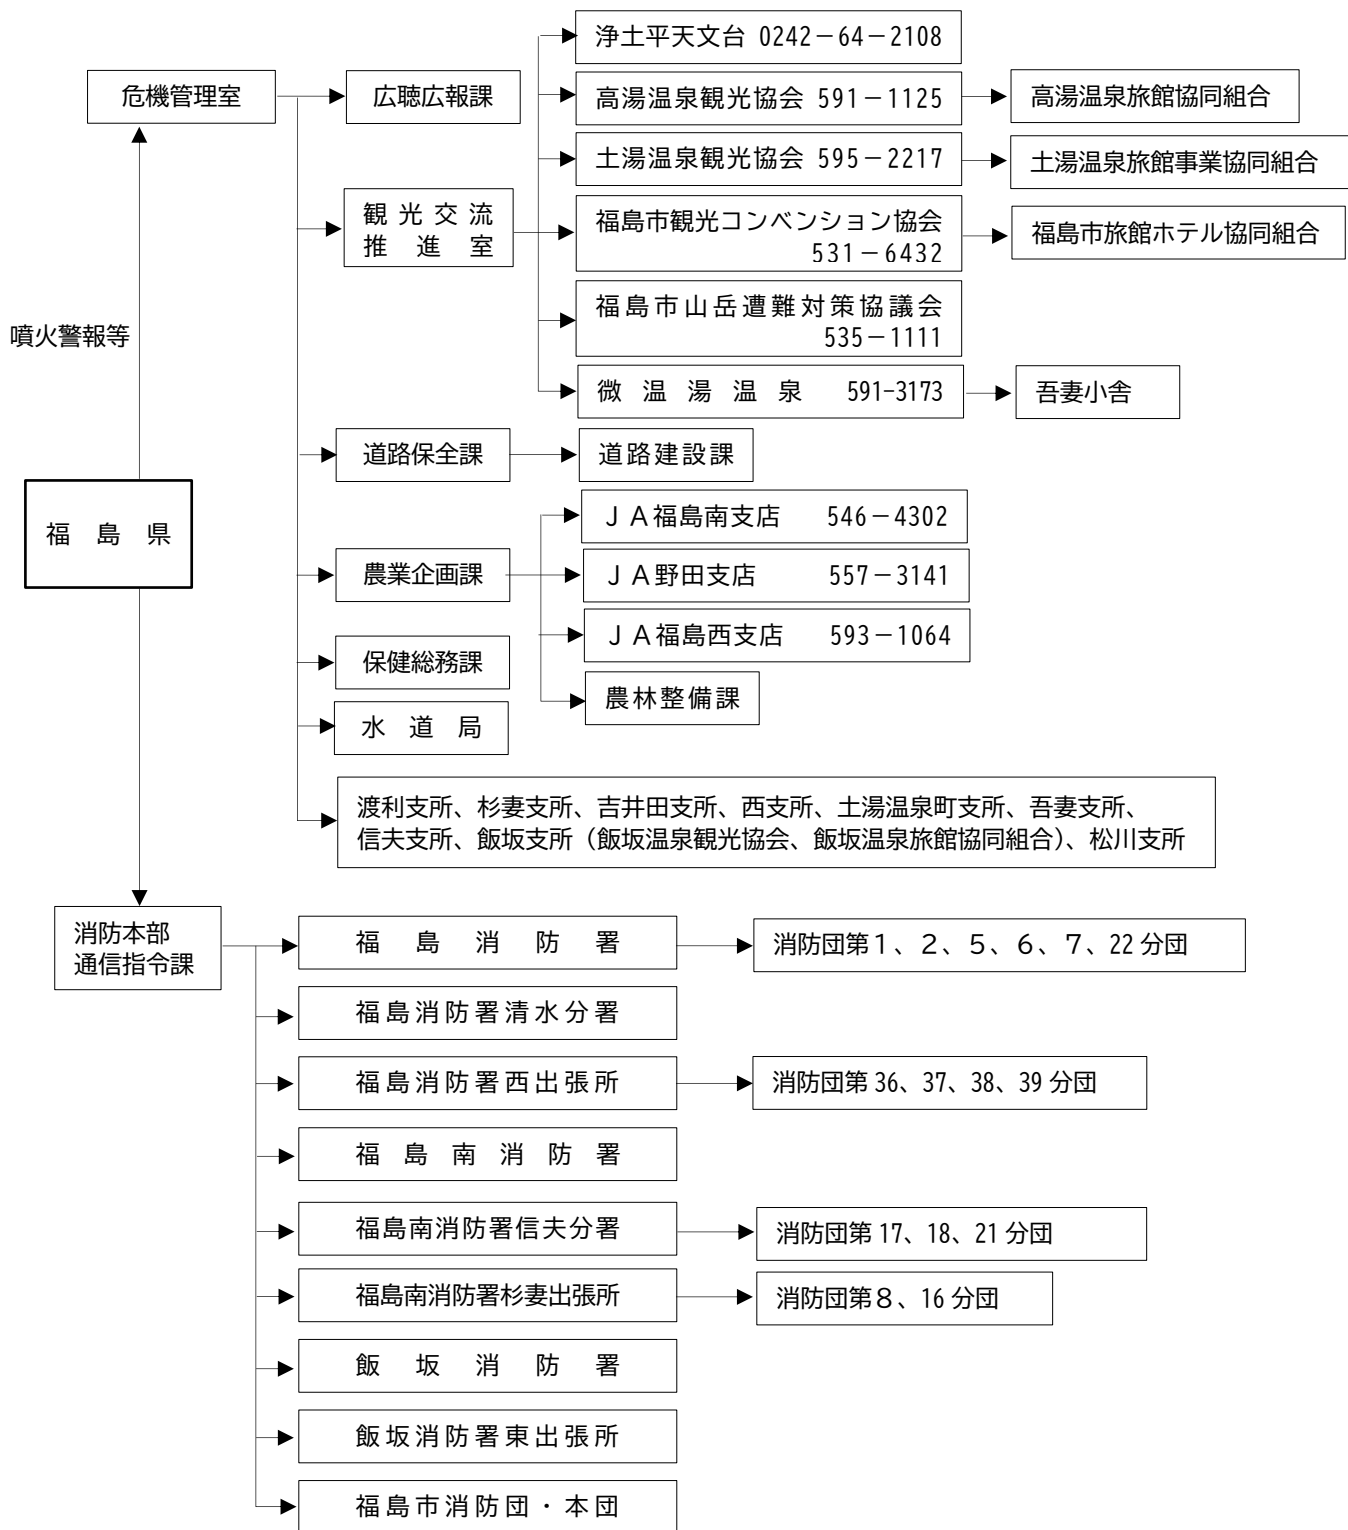 浄土平天文台 0242－64－2108
危機管理室
広聴広報課
高湯温泉観光協会 591－1125
高湯温泉旅館協同組合
土湯温泉観光協会 595－2217
土湯温泉旅館事業協同組合
観光交流
推進室
福島市観光コンベンション協会
531－6432
福島市旅館ホテル協同組合
福島市山岳遭難対策協議会
535－1111
噴火警報等
微温湯温泉 591-3173
吾妻小舎
道路保全課
道路建設課
福島県
ＪＡ福島南支店 546－4302
農業企画課
ＪＡ野田支店 557－3141
ＪＡ福島西支店 593－1064
保健総務課
農林整備課
水道局
渡利支所、杉妻支所、吉井田支所、西支所、土湯温泉町支所、吾妻支所、
信夫支所、飯坂支所（飯坂温泉観光協会、飯坂温泉旅館協同組合）、松川支所
消防本部
通信指令課
福島消防署
消防団第１、２、５、６、７、22 分団
福島消防署清水分署
福島消防署西出張所
消防団第 36、37、38、39 分団
福島南消防署
福島南消防署信夫分署
消防団第 17、18、21 分団
福島南消防署杉妻出張所
消防団第８、16 分団
飯坂消防署
飯坂消防署東出張所
福島市消防団・本団